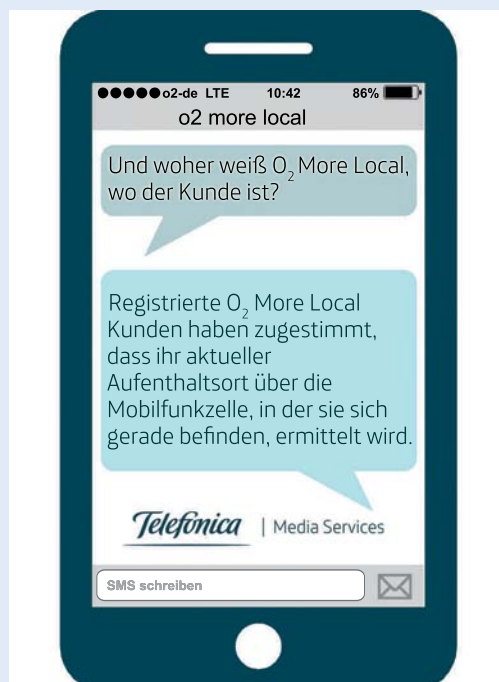 ●●●●●o2-de LTE 10:42 86%
o2 more local
Und woher weiß O₂ More Local,
wo der Kunde ist?
Registrierte O₂ More Local
Kunden haben zugestimmt,
dass ihr aktueller
Aufenthaltsort über die
Mobilfunkzelle, in der sie sich
gerade befinden, ermittelt wird.
Telefónica | Media Services
SMS schreiben